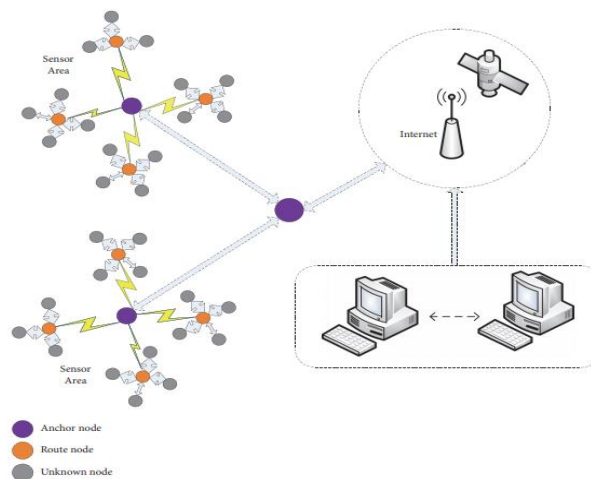 Sensor
Area
Internet
Sensor
Area
Anchor node
Route node
Unknown node